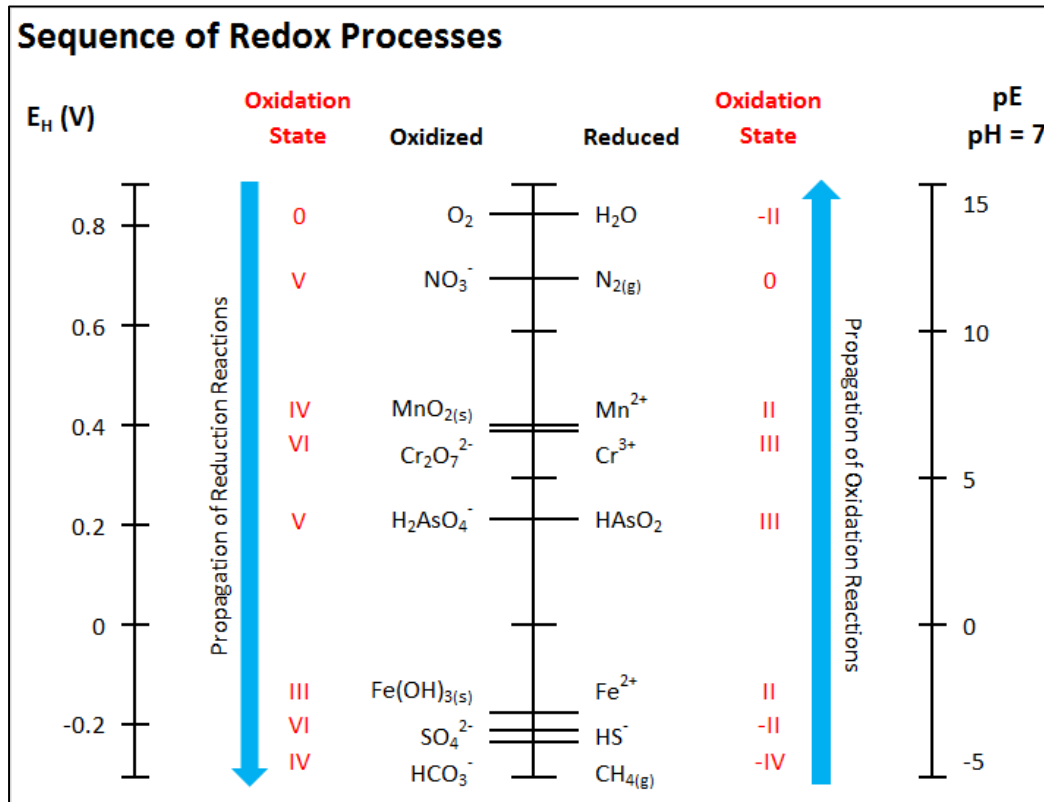 Sequence of Redox Processes
E_H (V)
Oxidation
State
Oxidized
Reduced
Oxidation
State
pE
pH = 7
0.8
0
O₂
H₂O
-II
15
V
NO₃⁻
N₂(g)
0
0.6
10
0.4
IV
MnO₂(s)
Mn²⁺
II
VI
Cr₂O₇²⁻
Cr³⁺
III
5
0.2
V
H₂AsO₄⁻
HAsO₂
III
0
0
III
Fe(OH)₃(s)
Fe²⁺
II
-0.2
VI
SO₄²⁻
HS⁻
-II
IV
HCO₃⁻
CH₄(g)
-IV
-5
Propagation of Reduction Reactions
Propagation of Oxidation Reactions